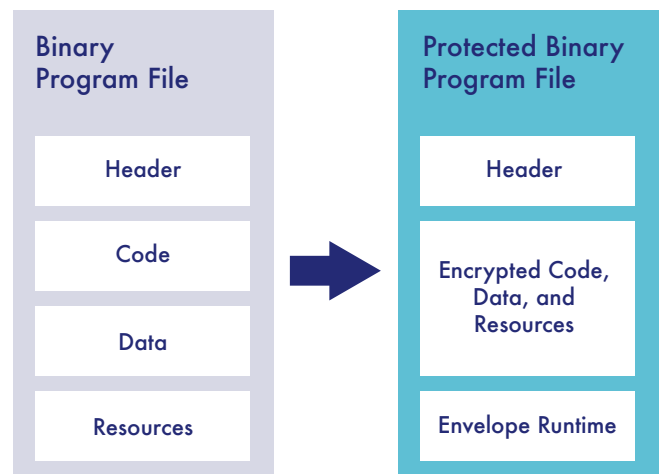 Binary
Program File
Header
Code
Data
Resources
Protected Binary
Program File
Header
Encrypted Code,
Data, and
Resources
Envelope Runtime